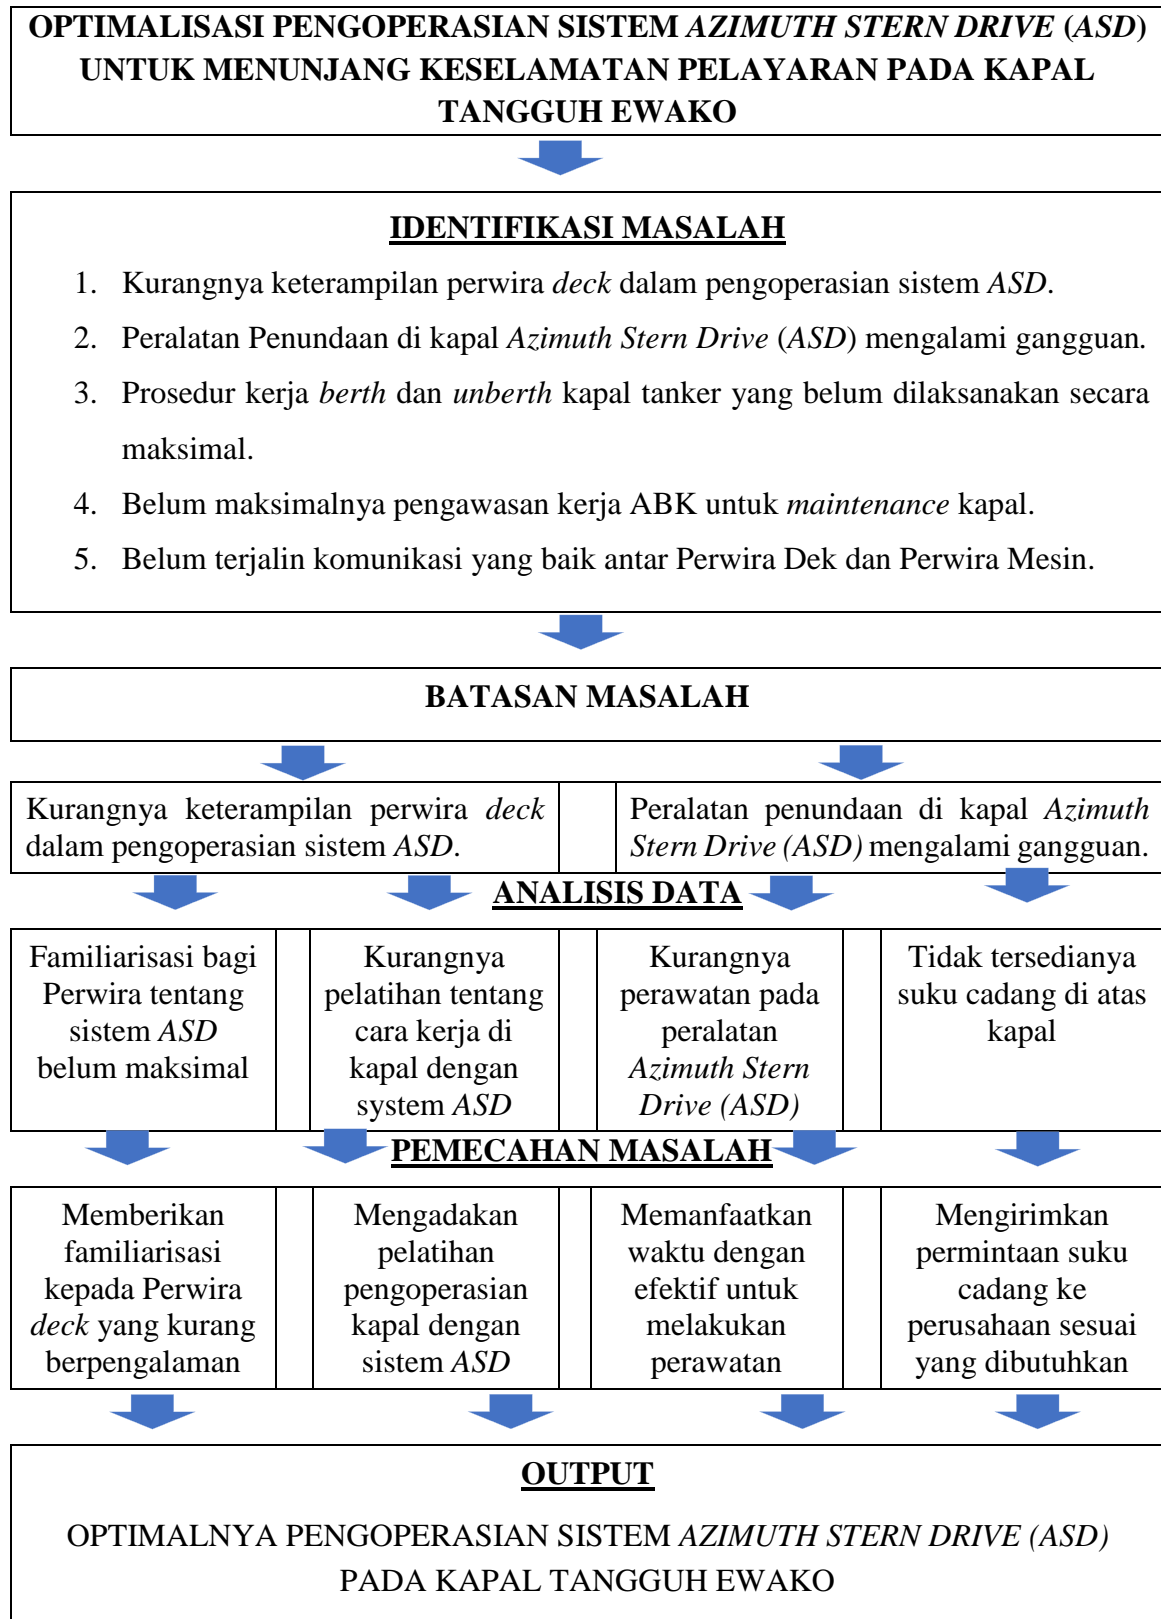 OPTIMALISASI PENGOPERASIAN SISTEM AZIMUTH STERN DRIVE (ASD)
UNTUK MENUNJANG KESELAMATAN PELAYARAN PADA KAPAL
TANGGUH EWAKO
IDENTIFIKASI MASALAH
1. Kurangnya keterampilan perwira deck dalam pengoperasian sistem ASD.
2. Peralatan Penundaan di kapal Azimuth Stern Drive (ASD) mengalami gangguan.
3. Prosedur kerja berth dan unberth kapal tanker yang belum dilaksanakan secara
maksimal.
4. Belum maksimalnya pengawasan kerja ABK untuk maintenance kapal.
5. Belum terjalin komunikasi yang baik antar Perwira Dek dan Perwira Mesin.
BATASAN MASALAH
Kurangnya keterampilan perwira deck
dalam pengoperasian sistem ASD.
Peralatan penundaan di kapal Azimuth
Stern Drive (ASD) mengalami gangguan.
ANALISIS DATA
Familiarisasi bagi
Perwira tentang
sistem ASD
belum maksimal
Kurangnya
pelatihan tentang
cara kerja di
kapal dengan
system ASD
Kurangnya
perawatan pada
peralatan
Azimuth Stern
Drive (ASD)
Tidak tersedianya
suku cadang di atas
kapal
PEMECAHAN MASALAH
Memberikan
familiarisasi
kepada Perwira
deck yang kurang
berpengalaman
Mengadakan
pelatihan
pengoperasian
kapal dengan
sistem ASD
Memanfaatkan
waktu dengan
efektif untuk
melakukan
perawatan
Mengirimkan
permintaan suku
cadang ke
perusahaan sesuai
yang dibutuhkan
OUTPUT
OPTIMALNYA PENGOPERASIAN SISTEM AZIMUTH STERN DRIVE (ASD)
PADA KAPAL TANGGUH EWAKO